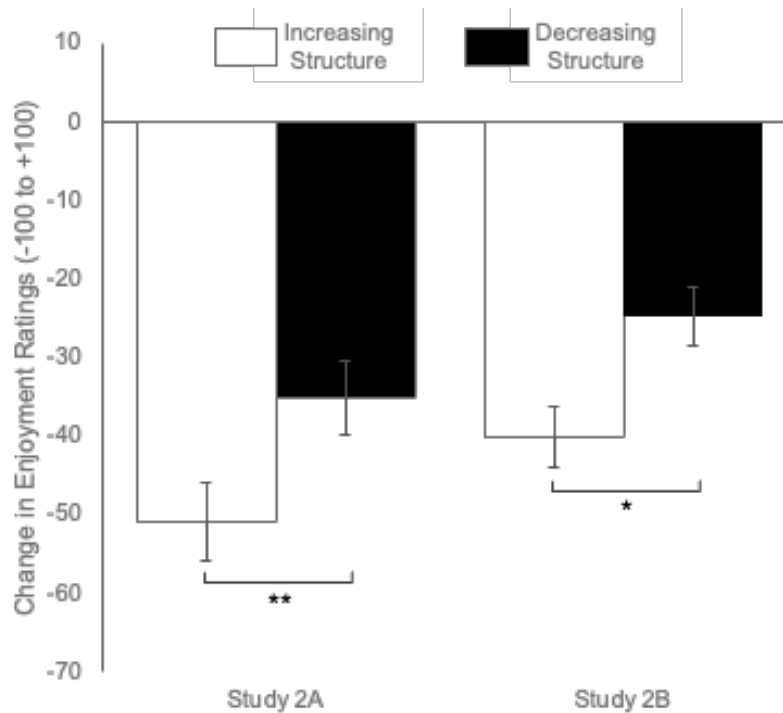 Increasing
Structure
Decreasing
Structure
Change in Enjoyment Ratings (-100 to +100)
10
0
-10
-20
-30
-40
-50
-60
-70
**
*
Study 2A
Study 2B